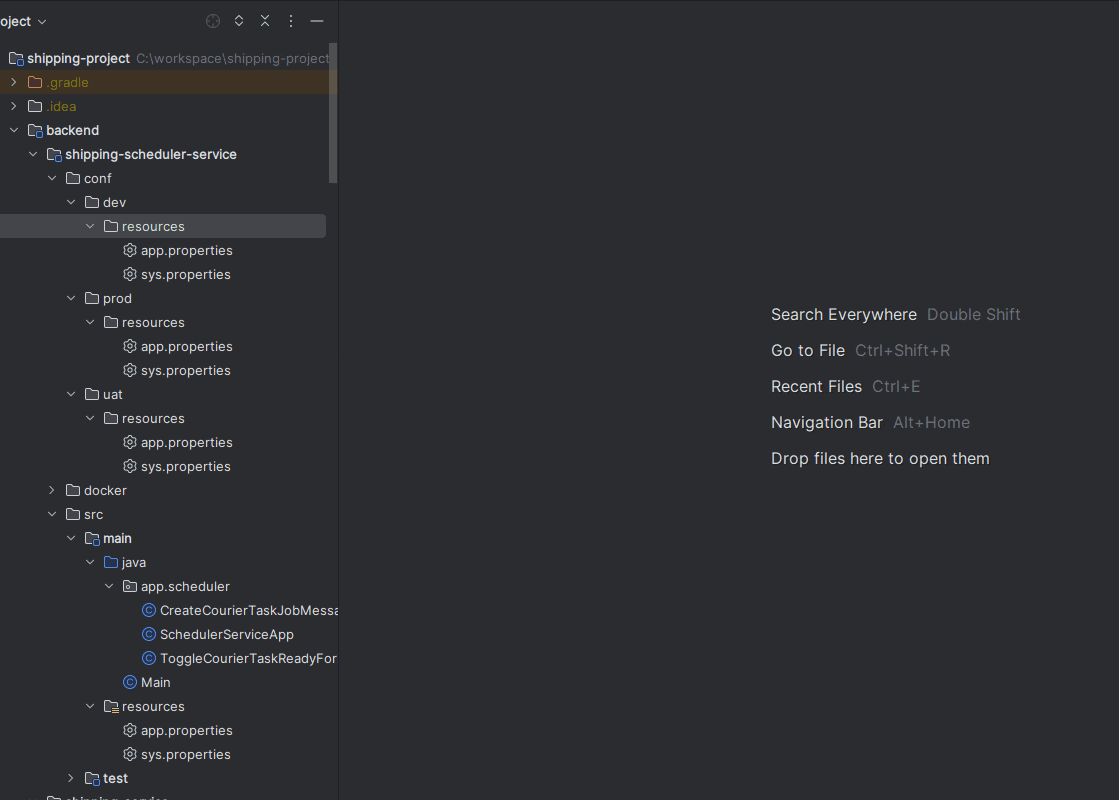 oject
shipping-project C:\workspace\shipping-project
.gradle
.idea
backend
shipping-scheduler-service
conf
dev
resources
app.properties
sys.properties
prod
resources
app.properties
sys.properties
uat
resources
app.properties
sys.properties
docker
src
main
java
app.scheduler
CreateCourierTaskJobMessa
SchedulerServiceApp
ToggleCourierTaskReadyFor
Main
resources
app.properties
sys.properties
test
shipping-service
Search Everywhere Double Shift
Go to File Ctrl+Shift+R
Recent Files Ctrl+E
Navigation Bar Alt+Home
Drop files here to open them